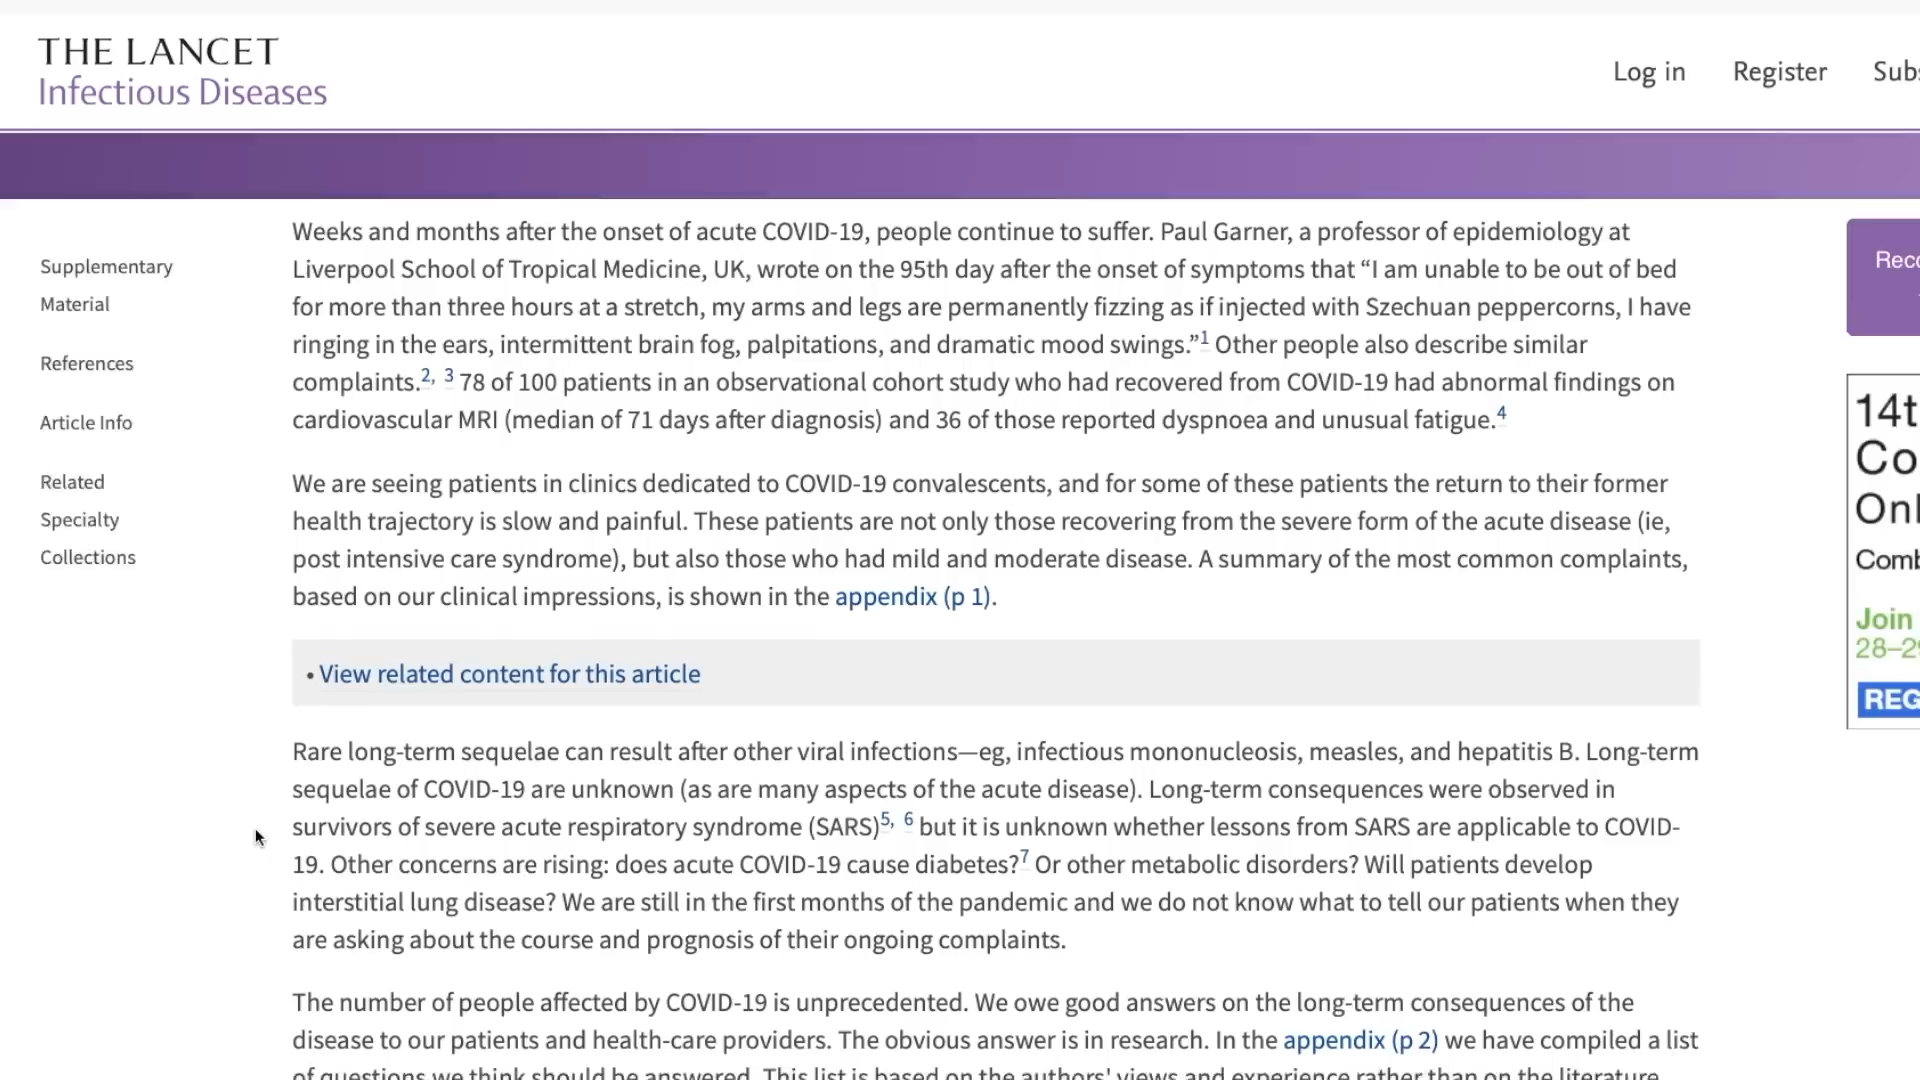 THE LANCET
Infectious Diseases
Log in
Register
Weeks and months after the onset of acute COVID-19, people continue to suffer. Paul Garner, a professor of epidemiology at
Liverpool School of Tropical Medicine, UK, wrote on the 95th day after the onset of symptoms that “I am unable to be out of bed
for more than three hours at a stretch, my arms and legs are permanently fizzing as if injected with Szechuan peppercorns, I have
ringing in the ears, intermittent brain fog, palpitations, and dramatic mood swings.”1 Other people also describe similar
complaints.2, 3 78 of 100 patients in an observational cohort study who had recovered from COVID-19 had abnormal findings on
cardiovascular MRI (median of 71 days after diagnosis) and 36 of those reported dyspnoea and unusual fatigue.4
We are seeing patients in clinics dedicated to COVID-19 convalescents, and for some of these patients the return to their former
health trajectory is slow and painful. These patients are not only those recovering from the severe form of the acute disease (ie,
post intensive care syndrome), but also those who had mild and moderate disease. A summary of the most common complaints,
based on our clinical impressions, is shown in the appendix (p 1).
• View related content for this article
Rare long-term sequelae can result after other viral infections—eg, infectious mononucleosis, measles, and hepatitis B. Long-term
sequelae of COVID-19 are unknown (as are many aspects of the acute disease). Long-term consequences were observed in
survivors of severe acute respiratory syndrome (SARS)5, 6 but it is unknown whether lessons from SARS are applicable to COVID-
19. Other concerns are rising: does acute COVID-19 cause diabetes?7 Or other metabolic disorders? Will patients develop
interstitial lung disease? We are still in the first months of the pandemic and we do not know what to tell our patients when they
are asking about the course and prognosis of their ongoing complaints.
The number of people affected by COVID-19 is unprecedented. We owe good answers on the long-term consequences of the
disease to our patients and health-care providers. The obvious answer is in research. In the appendix (p 2) we have compiled a list
of questions we think should be answered. This list is based on the authors' views and experience rather than on the literature
Supplementary
Material
References
Article Info
Related
Specialty
Collections
Join